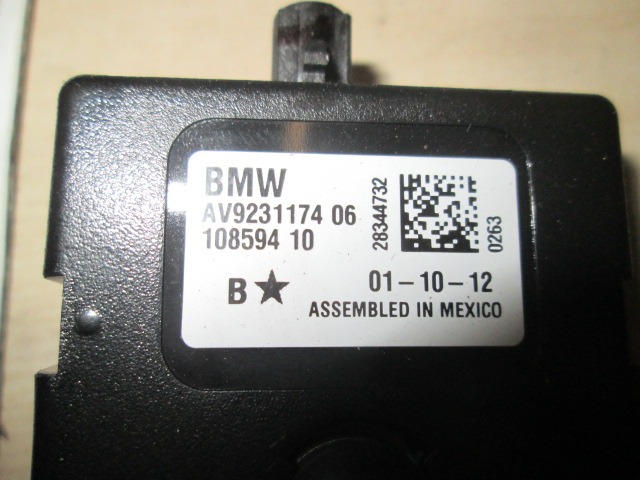 BMW
AV9231174 06
108594 10
28344732
0263
B★
01-10-12
ASSEMBLED IN MEXICO